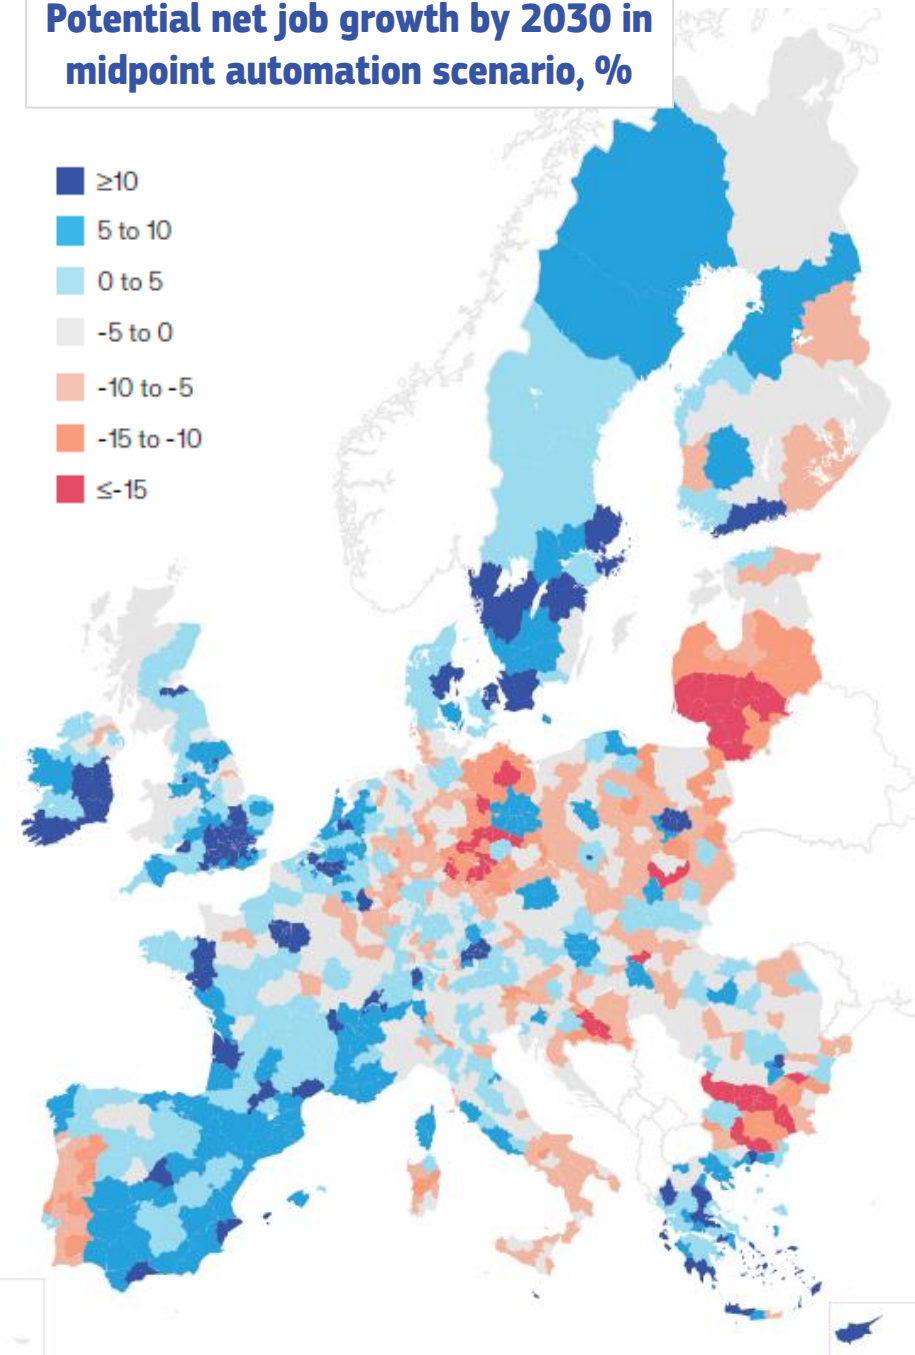 Potential net job growth by 2030 in
midpoint automation scenario, %
≥10
5 to 10
0 to 5
-5 to 0
-10 to -5
-15 to -10
≤-15